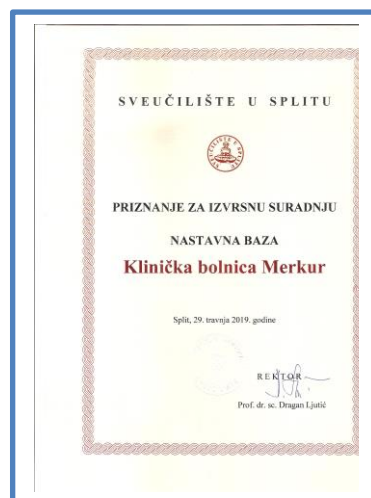 SVEUČILIŠTE U SPLITU
PRIZNANJE ZA IZVRSNU SURADNJU
NASTAVNA BAZA
Klinička bolnica Merkur
Split, 29. travnja 2019. godine
REKTOR
Prof. dr. sc. Dragan Ljutić